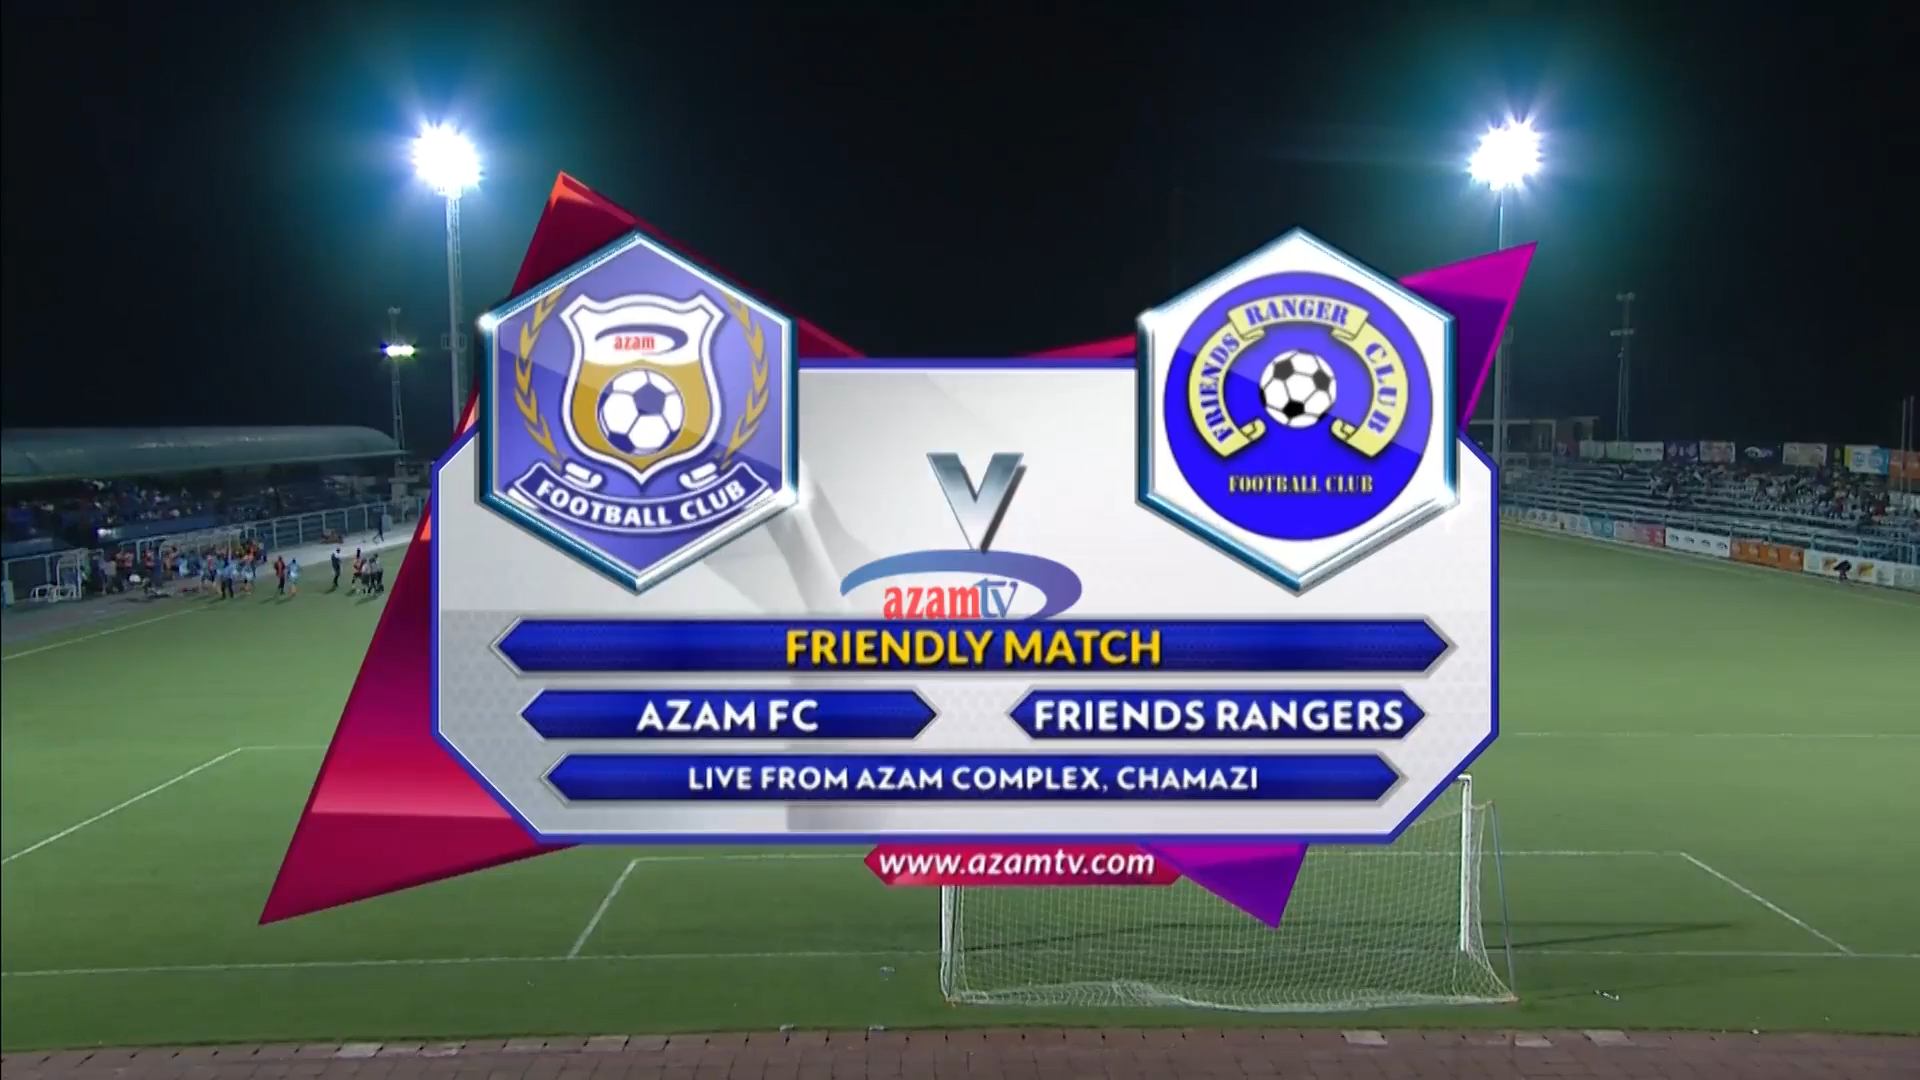 azam
FOOTBALL CLUB
FRIENDS RANGER CLUB
FOOTBALL CLUB
V
azamtv
FRIENDLY MATCH
AZAM FC
FRIENDS RANGERS
LIVE FROM AZAM COMPLEX, CHAMAZI
www.azamtv.com